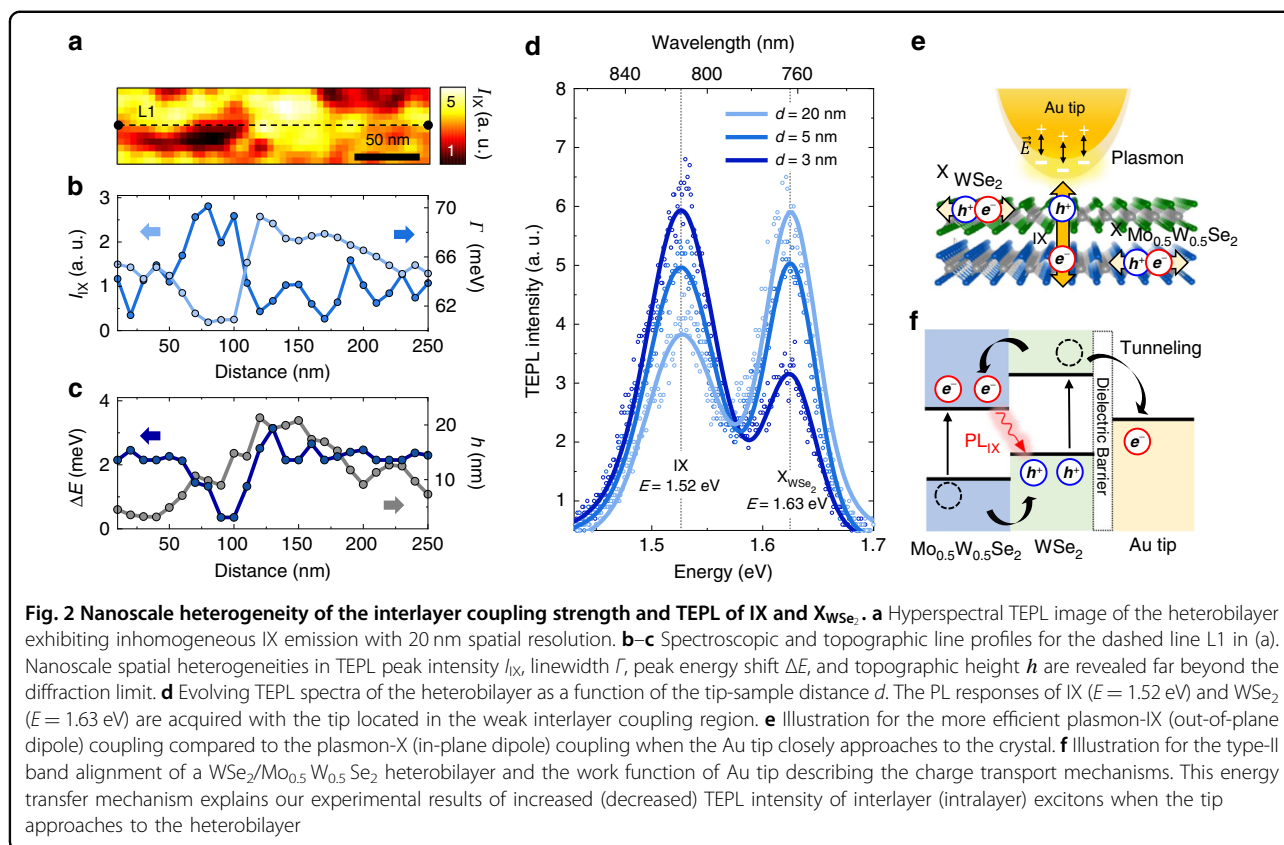 a
L1
50 nm
5
1
I_IX (a. u.)
b
3
2
1
0
I_IX (a. u.)
70
66
62
Γ (meV)
50 100 150 200 250
Distance (nm)
c
4
2
0
ΔE (meV)
20
10
h (nm)
50 100 150 200 250
Distance (nm)
d
Wavelength (nm)
840 800 760
8
7
6
5
4
3
2
1
TEPL intensity (a. u.)
d = 20 nm
d = 5 nm
d = 3 nm
IX
E = 1.52 eV
X_WSe₂
E = 1.63 eV
1.5 1.6 1.7
Energy (eV)
e
Au tip
+ + +
E⃗
Plasmon
X WSe₂
h⁺ e⁻
h⁺
IX
e⁻
X Mo₀.₅W₀.₅Se₂
h⁺ e⁻
f
Tunneling
e⁻ e⁻
Dielectric Barrier
e⁻
PL_IX
h⁺ h⁺
Mo₀.₅W₀.₅Se₂ WSe₂ Au tip
Fig. 2 Nanoscale heterogeneity of the interlayer coupling strength and TEPL of IX and X_WSe₂. a Hyperspectral TEPL image of the heterobilayer
exhibiting inhomogeneous IX emission with 20 nm spatial resolution. b–c Spectroscopic and topographic line profiles for the dashed line L1 in (a).
Nanoscale spatial heterogeneities in TEPL peak intensity I_IX, linewidth Γ, peak energy shift ΔE, and topographic height h are revealed far beyond the
diffraction limit. d Evolving TEPL spectra of the heterobilayer as a function of the tip-sample distance d. The PL responses of IX (E = 1.52 eV) and WSe₂
(E = 1.63 eV) are acquired with the tip located in the weak interlayer coupling region. e Illustration for the more efficient plasmon-IX (out-of-plane
dipole) coupling compared to the plasmon-X (in-plane dipole) coupling when the Au tip closely approaches to the crystal. f Illustration for the type-II
band alignment of a WSe₂/Mo₀.₅ W₀.₅ Se₂ heterobilayer and the work function of Au tip describing the charge transport mechanisms. This energy
transfer mechanism explains our experimental results of increased (decreased) TEPL intensity of interlayer (intralayer) excitons when the tip
approaches to the heterobilayer